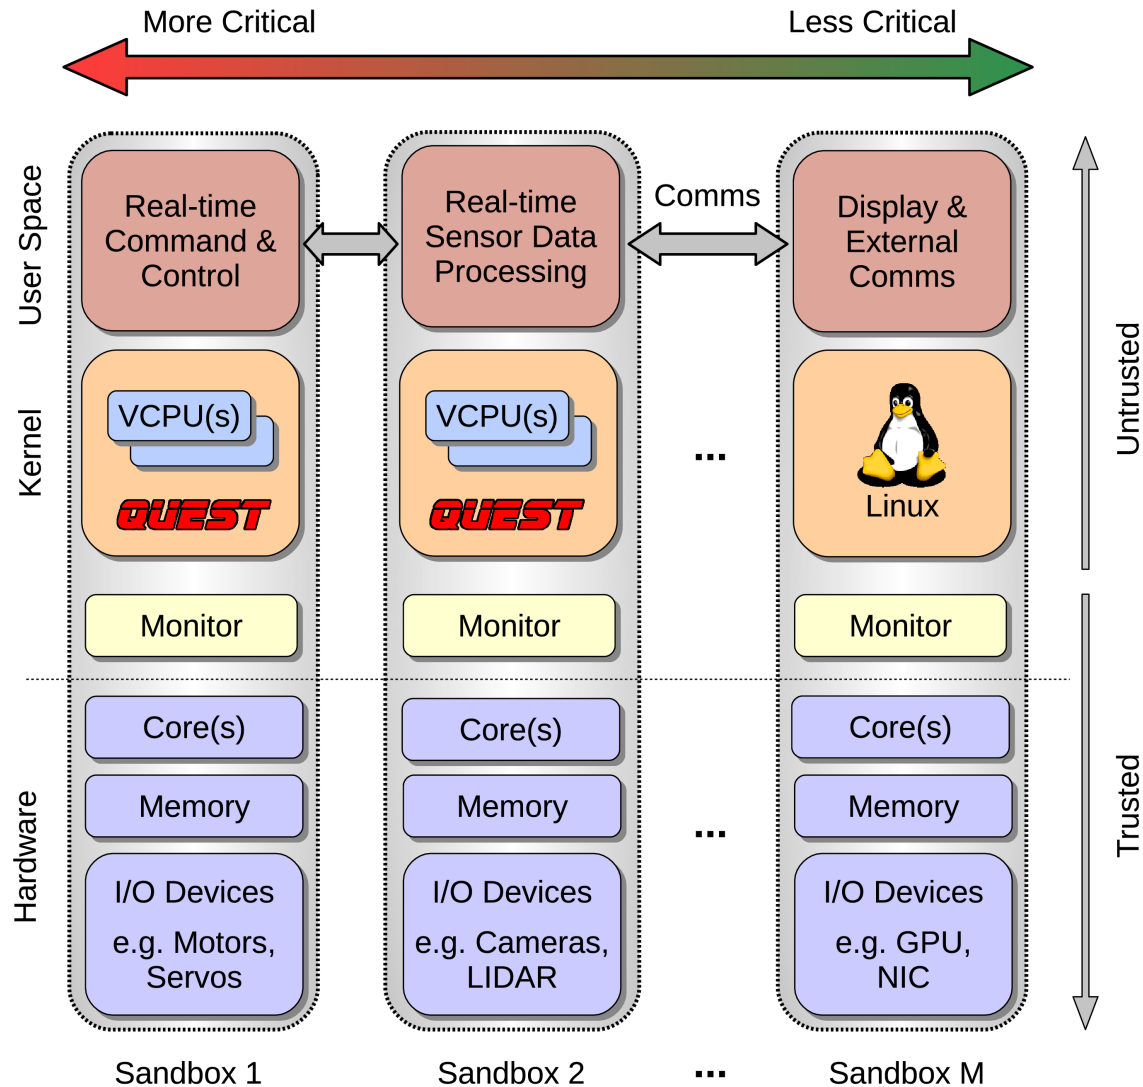 More Critical
Less Critical
User Space
Real-time
Command &
Control
Real-time
Sensor Data
Processing
Comms
Display &
External
Comms
Untrusted
Kernel
VCPU(s)
QUEST
VCPU(s)
QUEST
...
Linux
Monitor
Monitor
Monitor
Trusted
Hardware
Core(s)
Core(s)
Core(s)
Memory
Memory
...
Memory
I/O Devices
e.g. Motors,
Servos
I/O Devices
e.g. Cameras,
LIDAR
I/O Devices
e.g. GPU,
NIC
Sandbox 1
Sandbox 2
...
Sandbox M